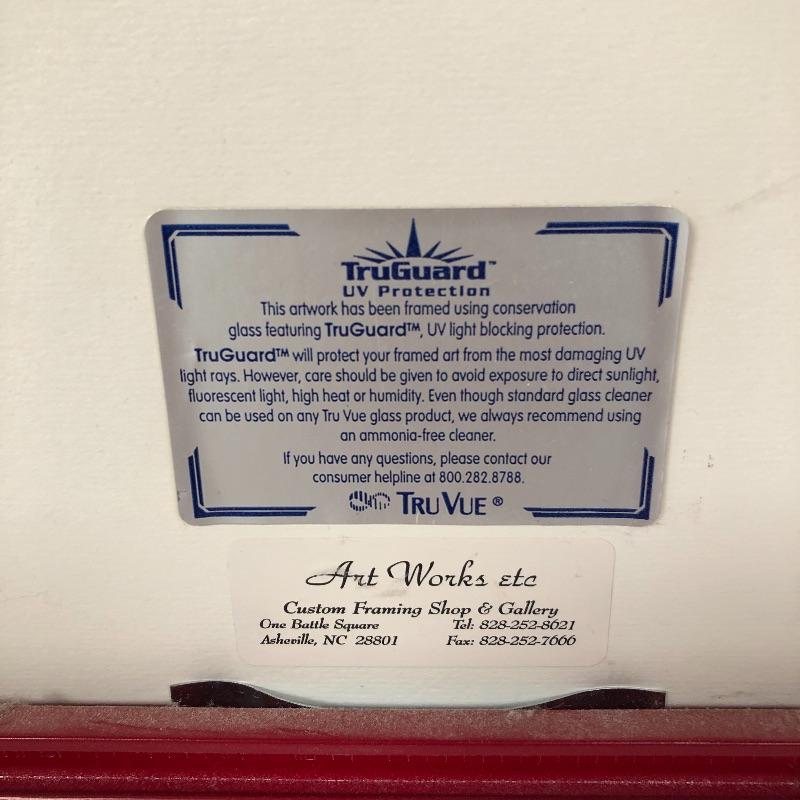 TruGuard™
UV Protection
This artwork has been framed using conservation
glass featuring TruGuard™, UV light blocking protection.
TruGuard™ will protect your framed art from the most damaging UV
light rays. However, care should be given to avoid exposure to direct sunlight,
fluorescent light, high heat or humidity. Even though standard glass cleaner
can be used on any Tru Vue glass product, we always recommend using
an ammonia-free cleaner.
If you have any questions, please contact our
consumer helpline at 800.282.8788.
TRU VUE ®
Art Works etc
Custom Framing Shop & Gallery
One Battle Square Tel: 828-252-8621
Asheville, NC 28801 Fax: 828-252-7666